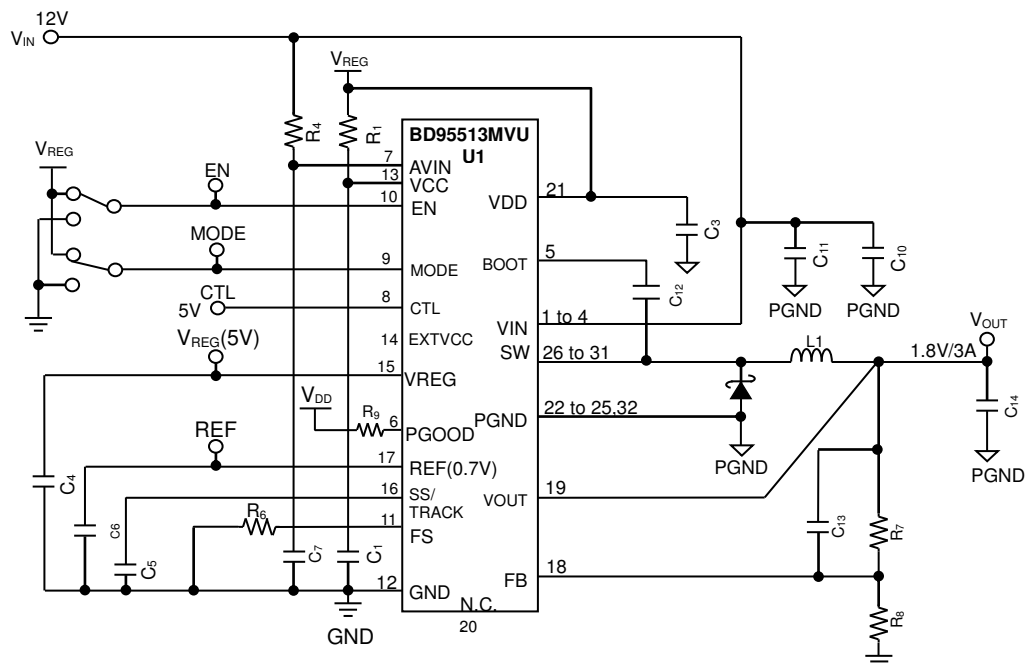 12V
VIN
VREG
R4
R1
BD95513MVU
U1
7
AVIN
13
VCC
10
EN
9
MODE
8
CTL
14
EXTVCC
15
VREG
6
PGOOD
17
REF(0.7V)
16
SS/
TRACK
11
FS
12
GND
N.C.
20
VREG
EN
MODE
CTL
5V
VREG(5V)
VDD
R9
REF
C4
C6
C5
R6
C7
C1
GND
21
VDD
C3
5
BOOT
C12
C11
C10
PGND
PGND
1 to 4
VIN
SW
26 to 31
L1
VOUT
1.8V/3A
22 to 25,32
PGND
PGND
C14
PGND
19
VOUT
C13
R7
18
FB
R8